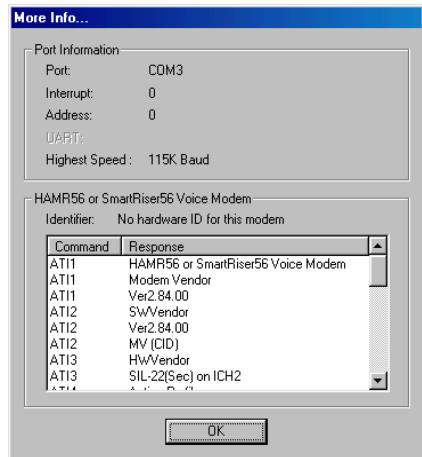 More Info...
Port Information
Port: COM3
Interrupt: 0
Address: 0
UART:
Highest Speed : 115K Baud
HAMR56 or SmartRiser56 Voice Modem
Identifier: No hardware ID for this modem
Command Response
ATI1 HAMR56 or SmartRiser56 Voice Modem
ATI1 Modem Vendor
ATI1 Ver2.84.00
ATI2 SWVendor
ATI2 Ver2.84.00
ATI2 MV (CID)
ATI3 HWVendor
ATI3 SIL-22(Sec) on ICH2
OK